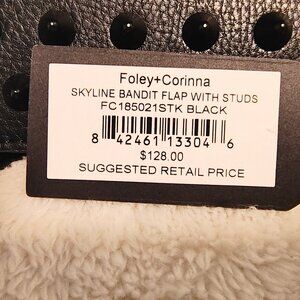 Foley+Corinna
SKYLINE BANDIT FLAP WITH STUDS
FC185021STK BLACK
8 42461 13304 6
$128.00
SUGGESTED RETAIL PRICE